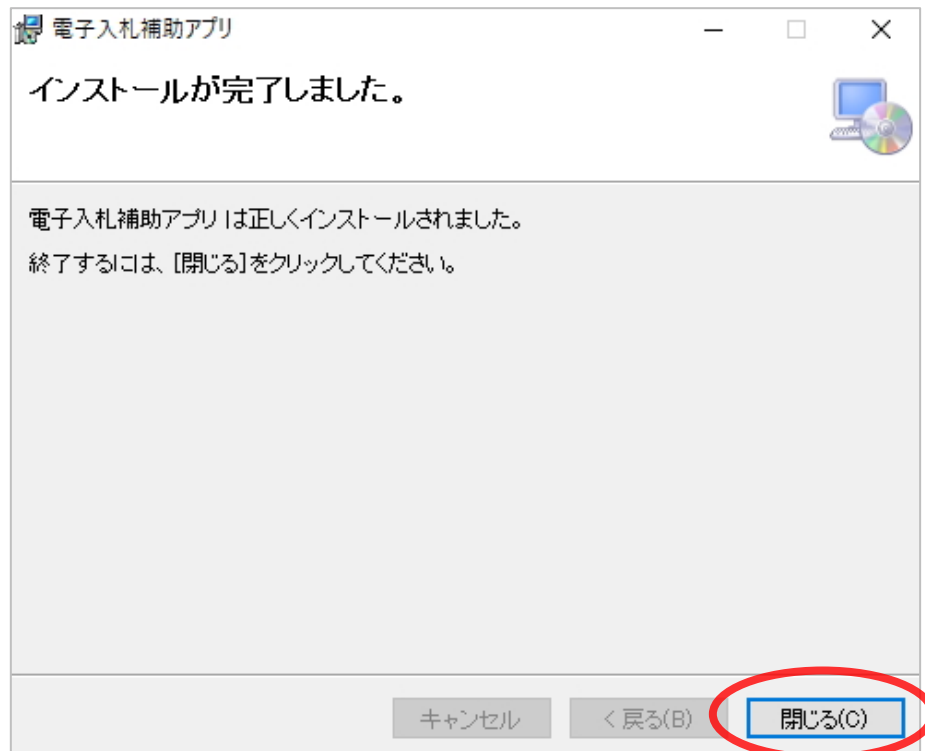 電子入札補助アプリ
インストールが完了しました。
電子入札補助アプリ は正しくインストールされました。
終了するには、[閉じる]をクリックしてください。
キャンセル
< 戻る(B)
閉じる(C)